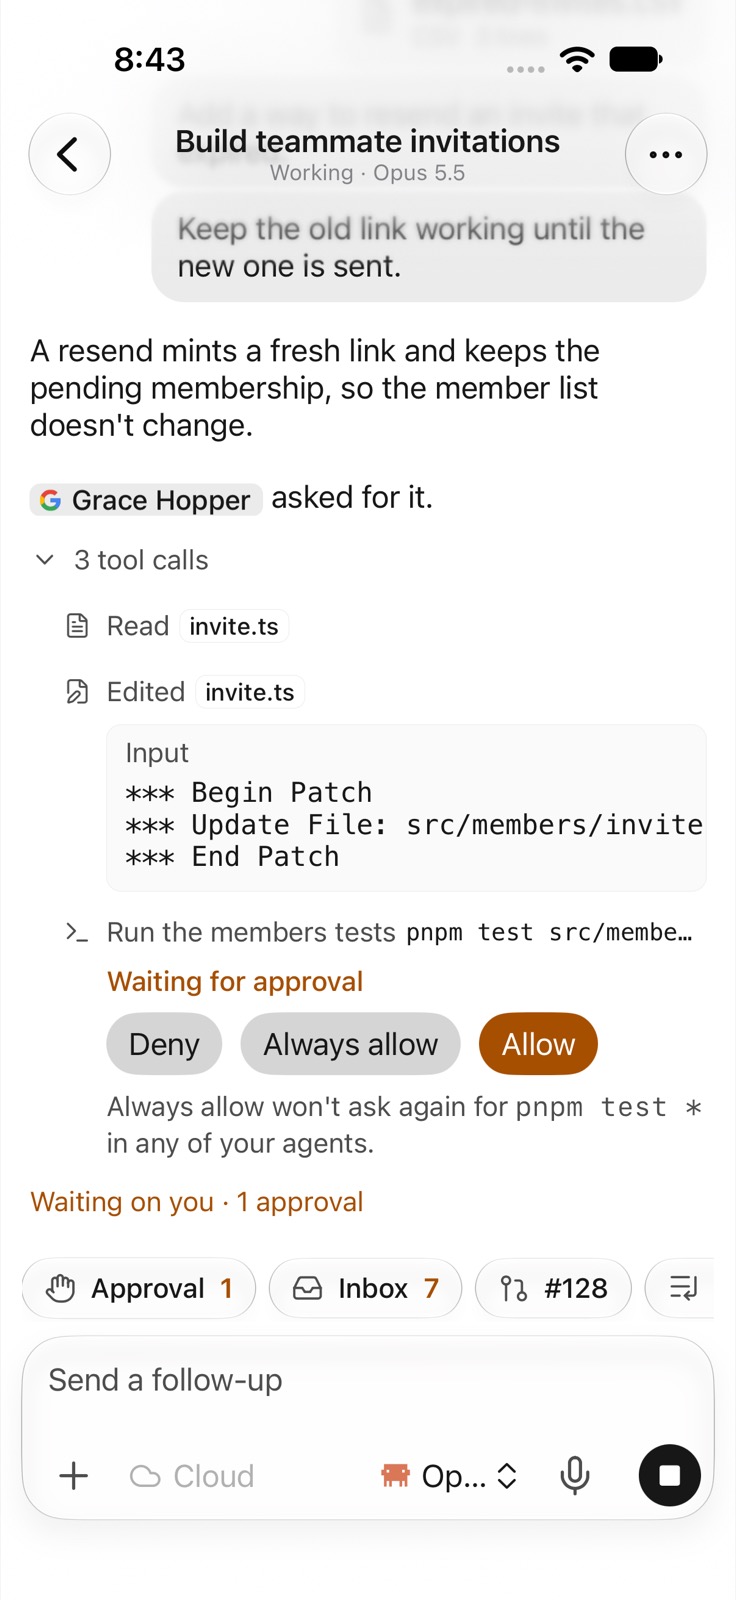 8:43
Build teammate invitations
Working · Opus 5.5
Keep the old link working until the
new one is sent.
A resend mints a fresh link and keeps the
pending membership, so the member list
doesn't change.
Grace Hopper asked for it.
3 tool calls
Read invite.ts
Edited invite.ts
Input
*** Begin Patch
*** Update File: src/members/invite
*** End Patch
Run the members tests pnpm test src/membe…
Waiting for approval
Deny Always allow Allow
Always allow won't ask again for pnpm test *
in any of your agents.
Waiting on you · 1 approval
Approval 1 Inbox 7 #128
Send a follow-up
Cloud Op...